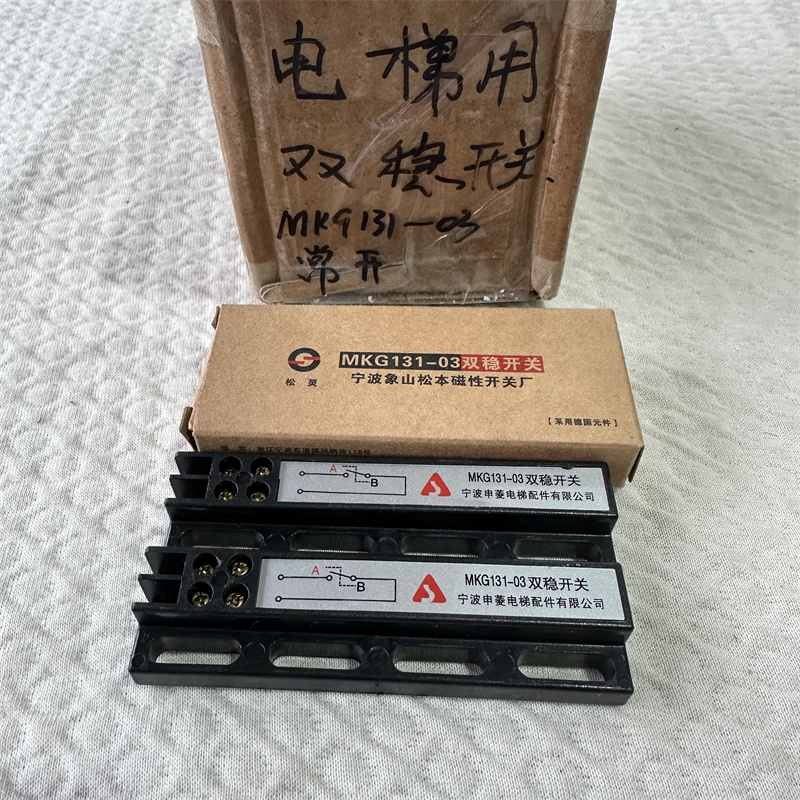 电梯用
双稳开关
MKG131-03
常开
MKG131-03双稳开关
松灵
宁波象山松本磁性开关厂
【采用德国元件】
A
B
MKG131-03双稳开关
宁波申菱电梯配件有限公司
A
B
MKG131-03双稳开关
宁波申菱电梯配件有限公司